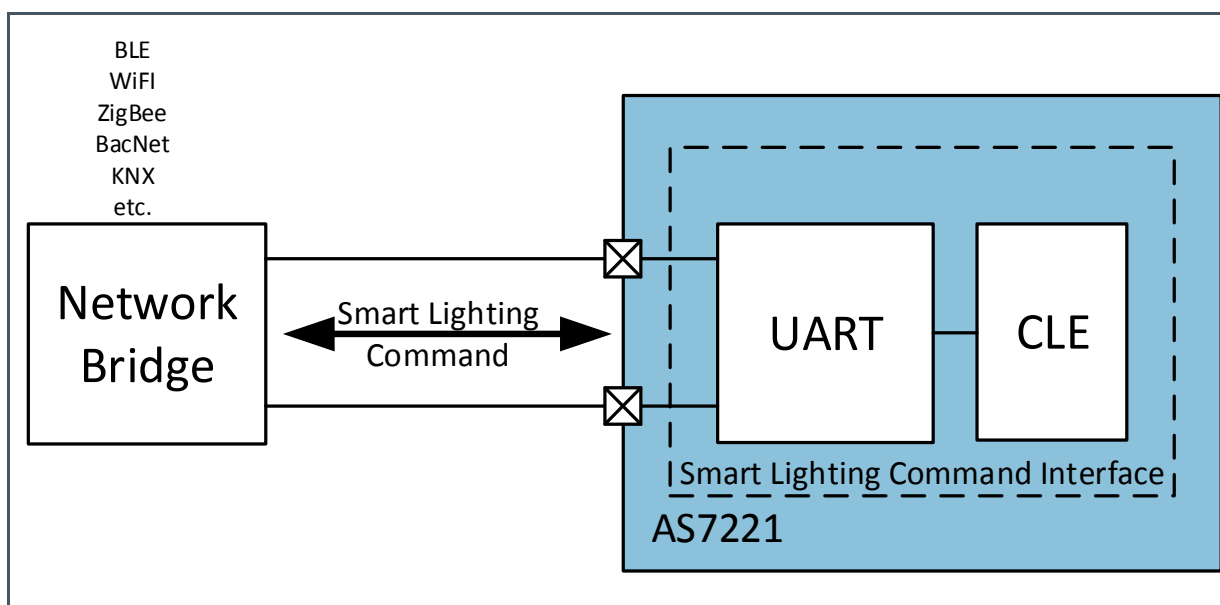 BLE
WiFI
ZigBee
BacNet
KNX
etc.
Network
Bridge
Smart Lighting
Command
UART
CLE
Smart Lighting Command Interface
AS7221